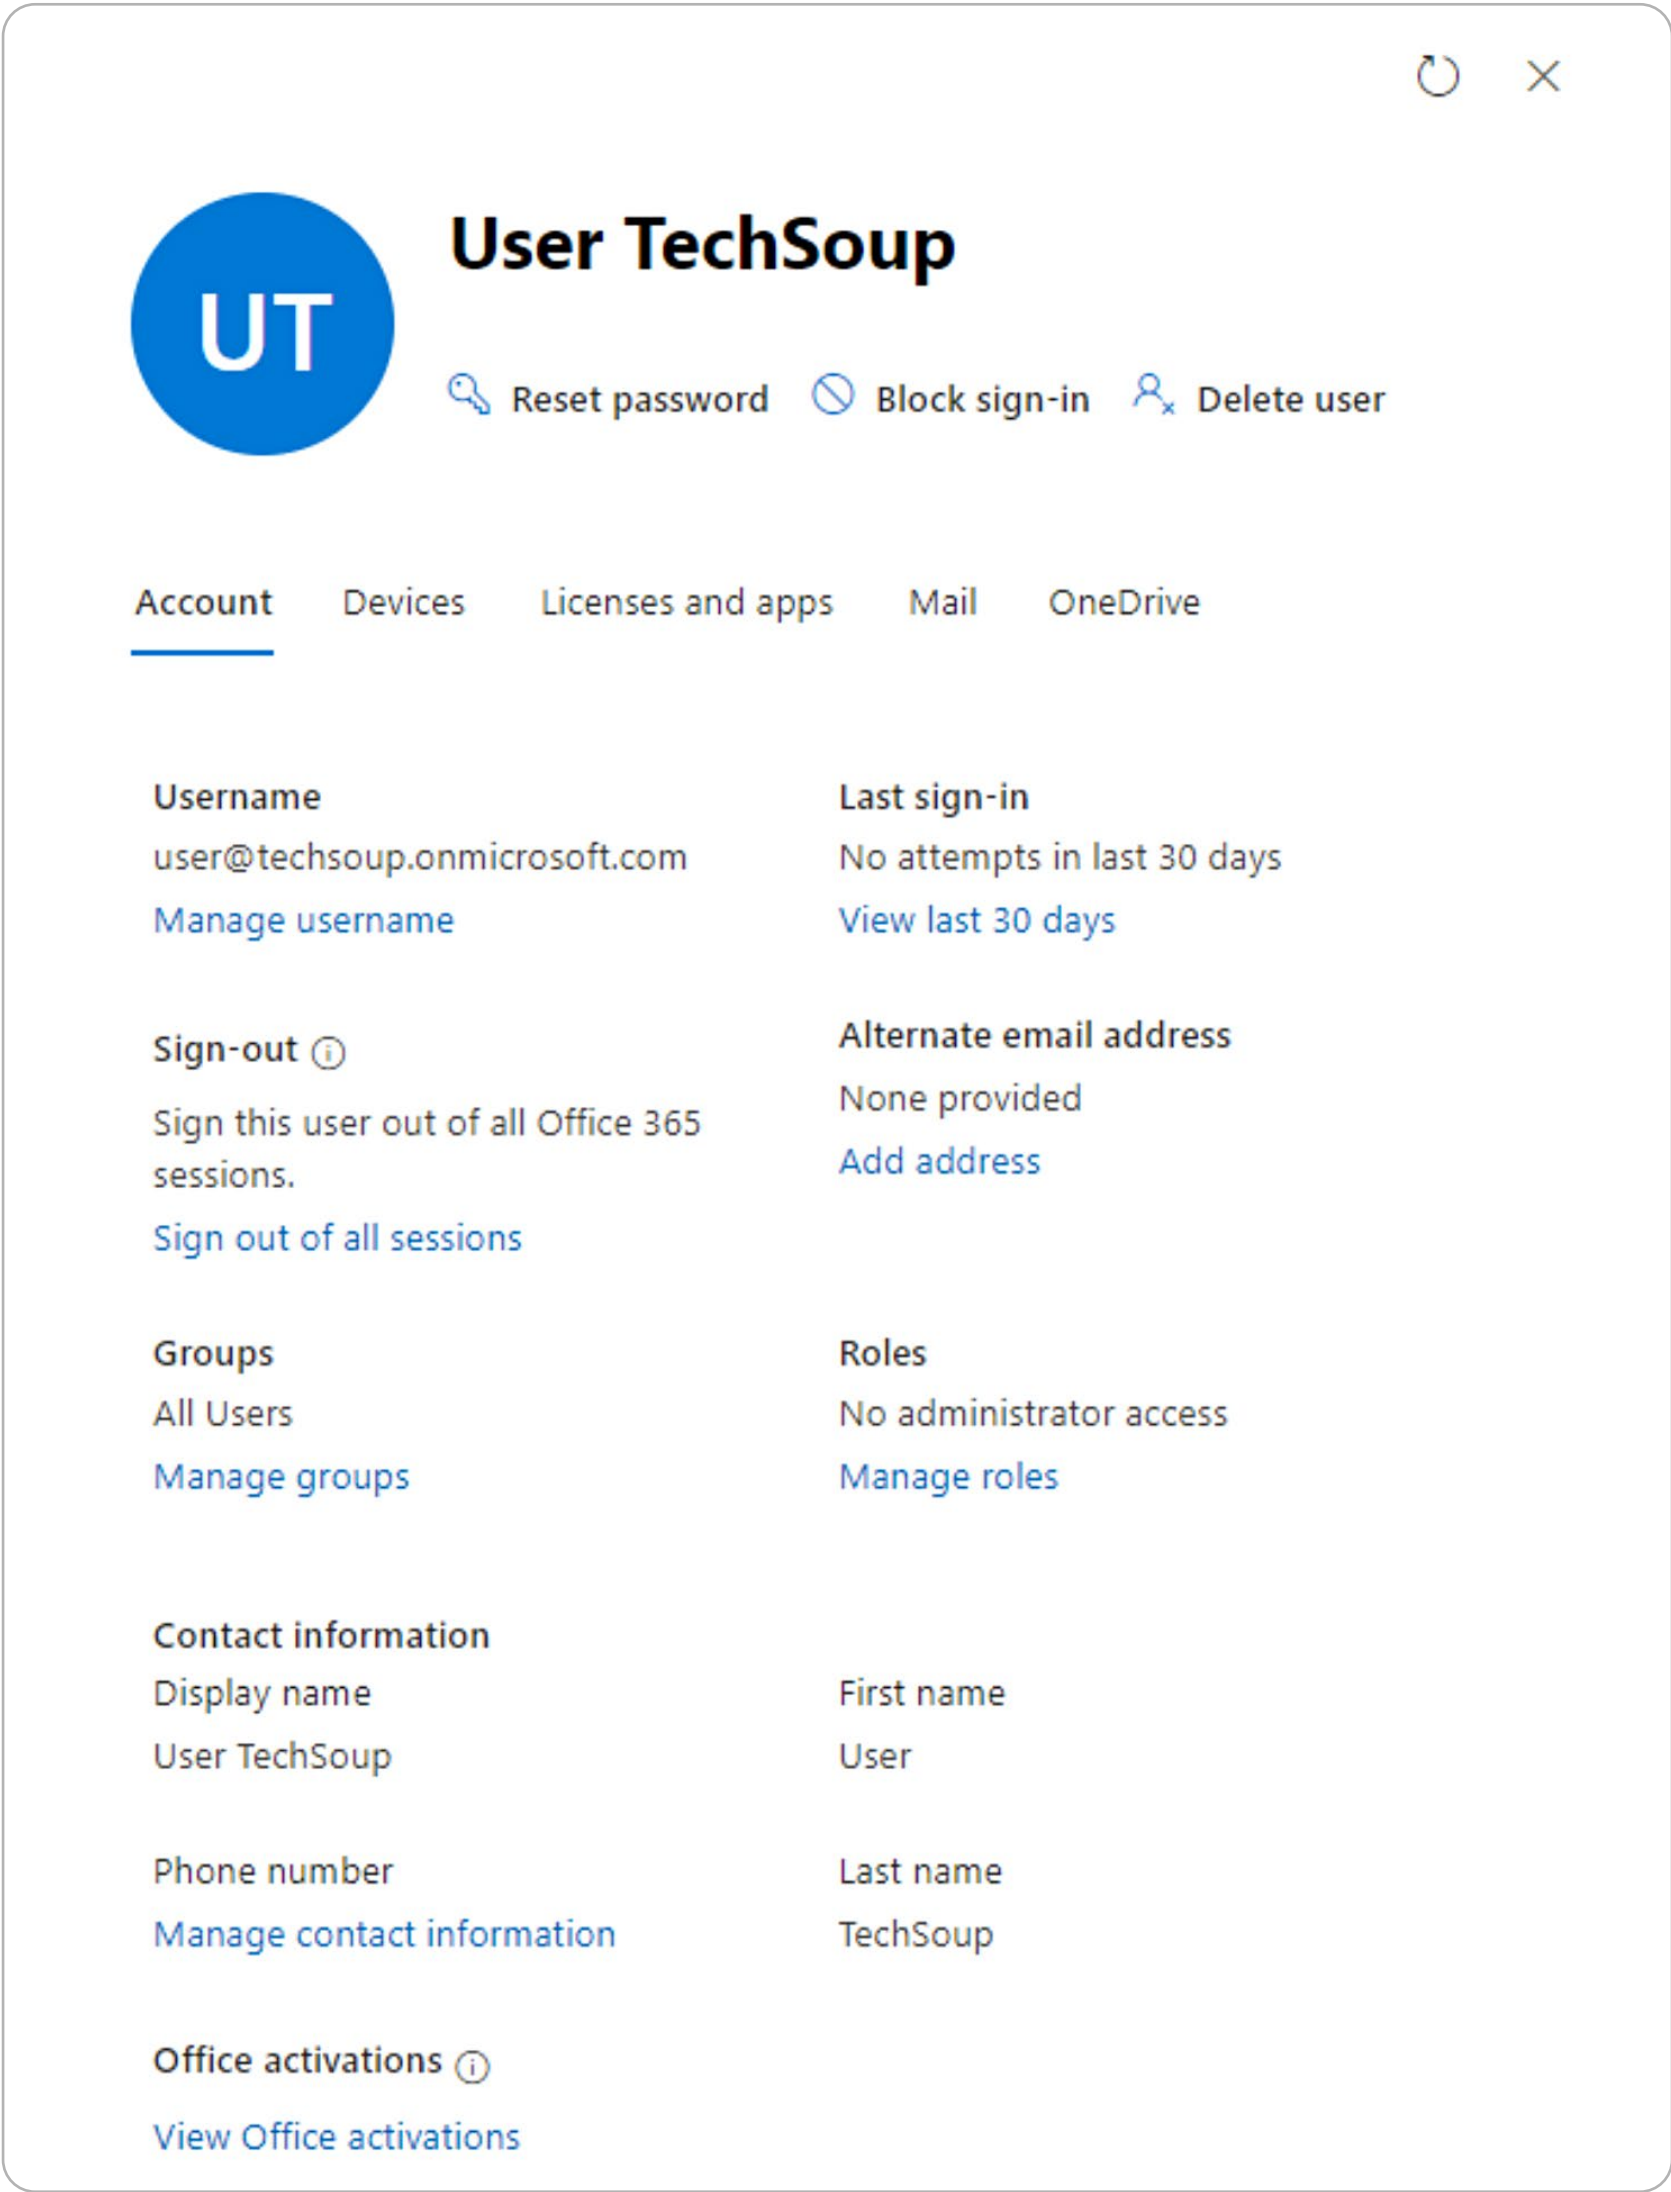 UT
User TechSoup
Reset password Block sign-in Delete user
Account Devices Licenses and apps Mail OneDrive
Username
user@techsoup.onmicrosoft.com
Manage username
Last sign-in
No attempts in last 30 days
View last 30 days
Sign-out
Sign this user out of all Office 365
sessions.
Sign out of all sessions
Alternate email address
None provided
Add address
Groups
All Users
Manage groups
Roles
No administrator access
Manage roles
Contact information
Display name
User TechSoup
First name
User
Phone number
Manage contact information
Last name
TechSoup
Office activations
View Office activations